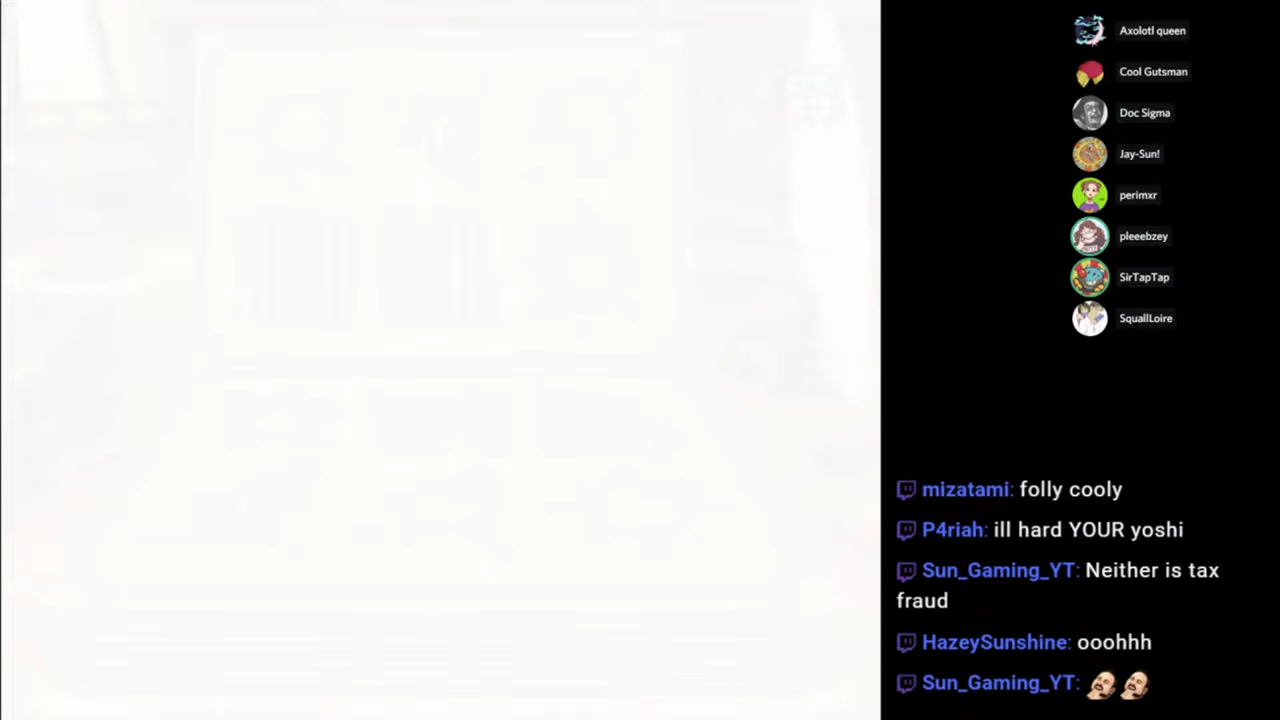 Axolotl queen
Cool Gutsman
Doc Sigma
Jay-Sun!
perimxr
pleeebzey
SirTapTap
SquallLoire
mizatami: folly cooly
P4riah: ill hard YOUR yoshi
Sun_Gaming_YT: Neither is tax
fraud
HazeySunshine: ooohhh
Sun_Gaming_YT: